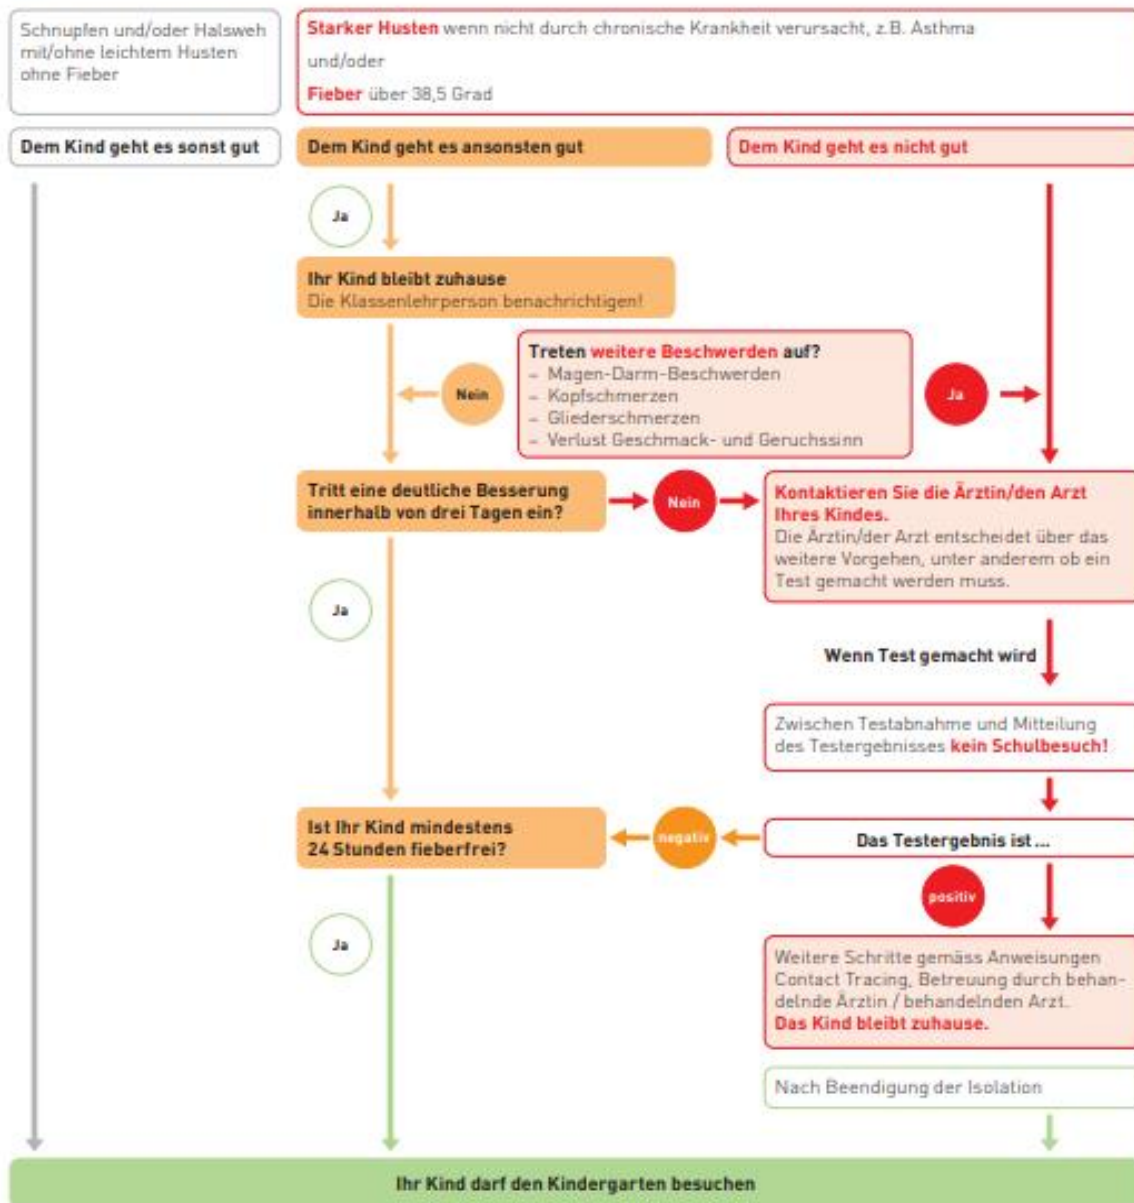 Schnupfen und/oder Halsweh
mit/ohne leichtem Husten
ohne Fieber
Starker Husten wenn nicht durch chronische Krankheit verursacht, z.B. Asthma
und/oder
Fieber über 38,5 Grad
Dem Kind geht es sonst gut
Dem Kind geht es ansonsten gut
Dem Kind geht es nicht gut
Ja
Ihr Kind bleibt zuhause
Die Klassenlehrperson benachrichtigen!
Treten weitere Beschwerden auf?
– Magen-Darm-Beschwerden
– Kopfschmerzen
– Gliederschmerzen
– Verlust Geschmack- und Geruchssinn
Nein
Ja
Tritt eine deutliche Besserung
innerhalb von drei Tagen ein?
Nein
Kontaktieren Sie die Ärztin/den Arzt
Ihres Kindes.
Die Ärztin/der Arzt entscheidet über das
weitere Vorgehen, unter anderem ob ein
Test gemacht werden muss.
Ja
Wenn Test gemacht wird
Zwischen Testabnahme und Mitteilung
des Testergebnisses kein Schulbesuch!
Ist Ihr Kind mindestens
24 Stunden fieberfrei?
negativ
Das Testergebnis ist ...
positiv
Ja
Weitere Schritte gemäss Anweisungen
Contact Tracing, Betreuung durch behan-
delnde Ärztin / behandelnden Arzt.
Das Kind bleibt zuhause.
Nach Beendigung der Isolation
Ihr Kind darf den Kindergarten besuchen